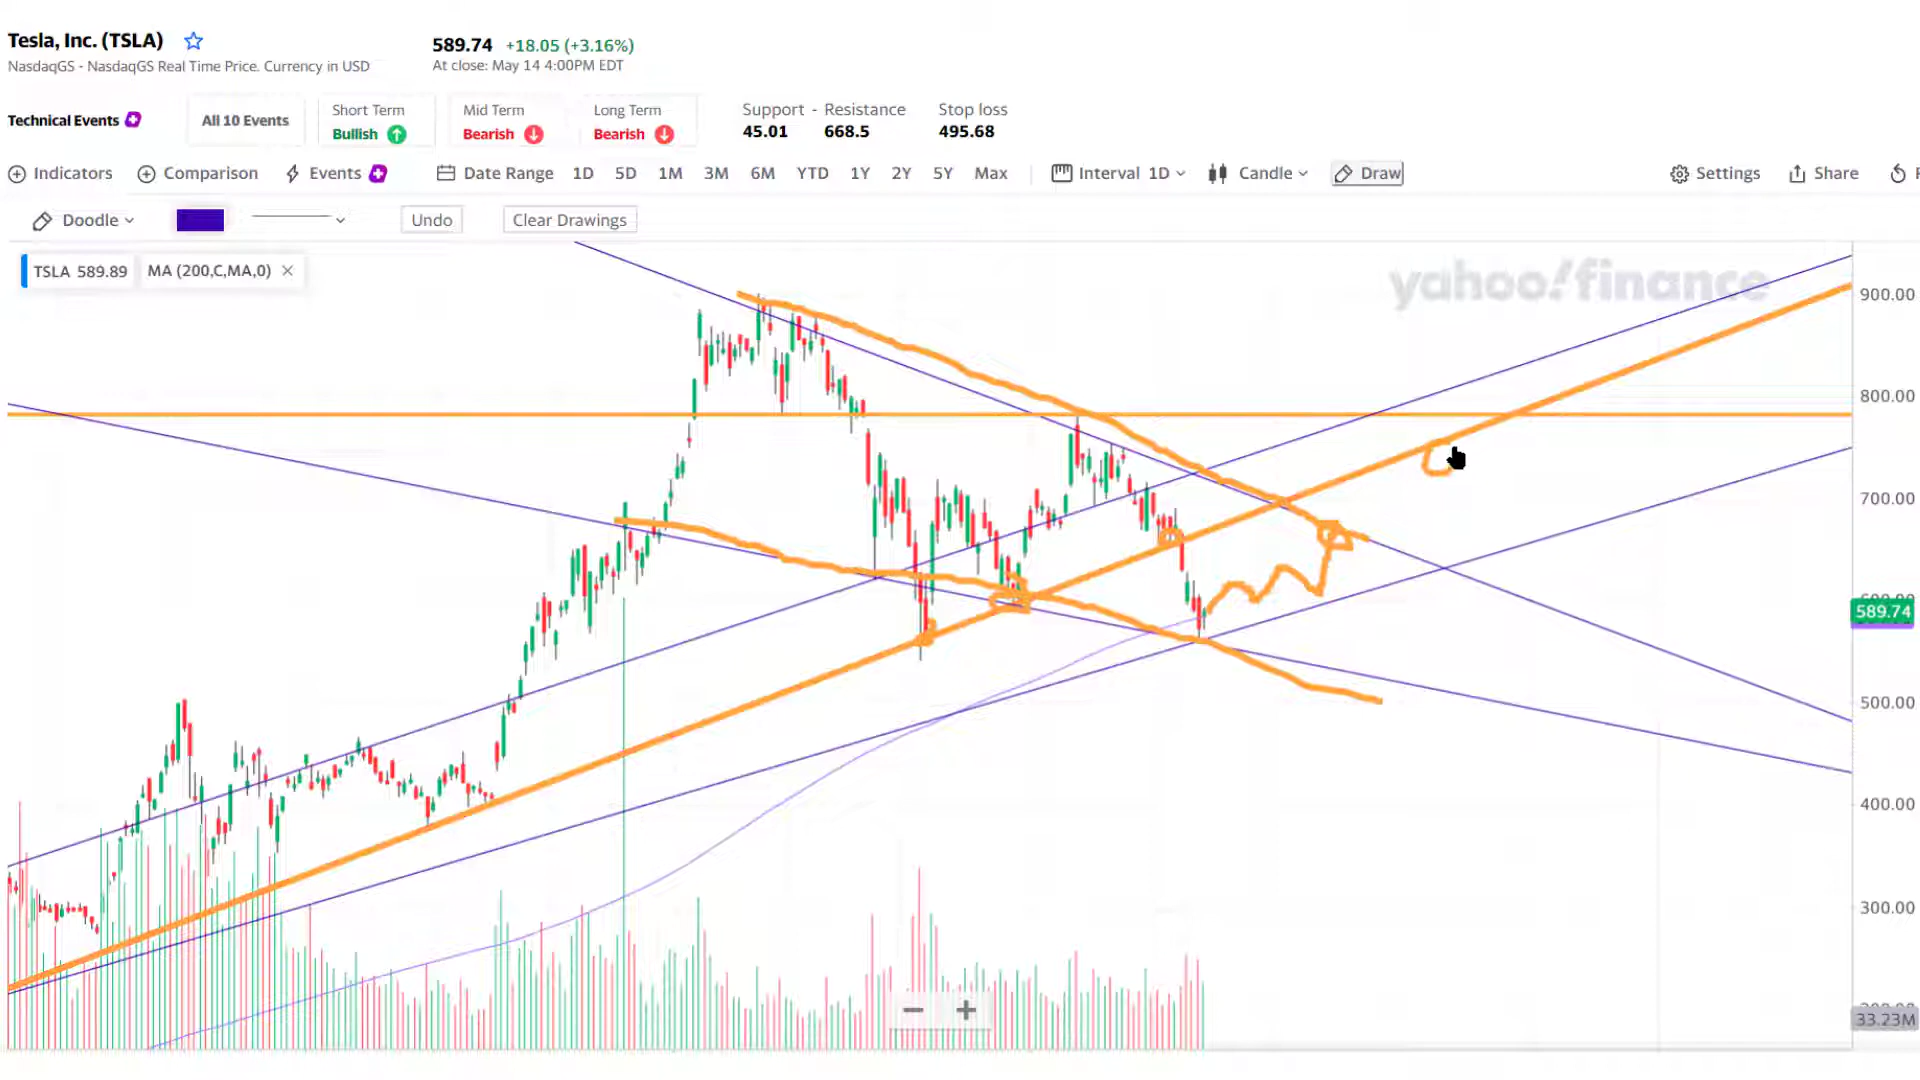 Tesla, Inc. (TSLA)
589.74 +18.05 (+3.16%)
NasdaqGS - NasdaqGS Real Time Price. Currency in USD
At close: May 14 4:00PM EDT
Technical Events
All 10 Events
Short Term
Bullish
Mid Term
Bearish
Long Term
Bearish
Support - Resistance
45.01 668.5
Stop loss
495.68
Indicators Comparison Events Date Range 1D 5D 1M 3M 6M YTD 1Y 2Y 5Y Max Interval 1D Candle Draw Settings Share
Doodle Undo Clear Drawings
TSLA 589.89 MA (200,C,MA,0)
yahoo!finance
900.00
800.00
700.00
589.74
500.00
400.00
300.00
33.23M